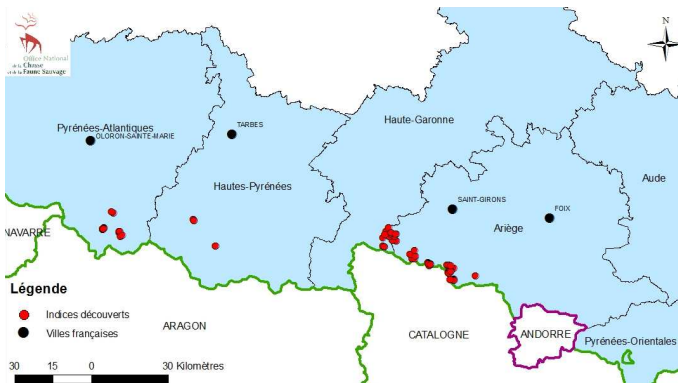 Office National
de la Chasse
et de la Faune Sauvage
N
Pyrénées-Atlantiques
OLORON-SAINTE-MARIE
TARBES
Haute-Garonne
Hautes-Pyrénées
Aude
SAINT-GIRONS
FOIX
Ariège
NAVARRE
Légende
Indices découverts
Villes françaises
ARAGON
CATALOGNE
ANDORRE
Pyrénées-Orientales
30 15 0 30 Kilomètres